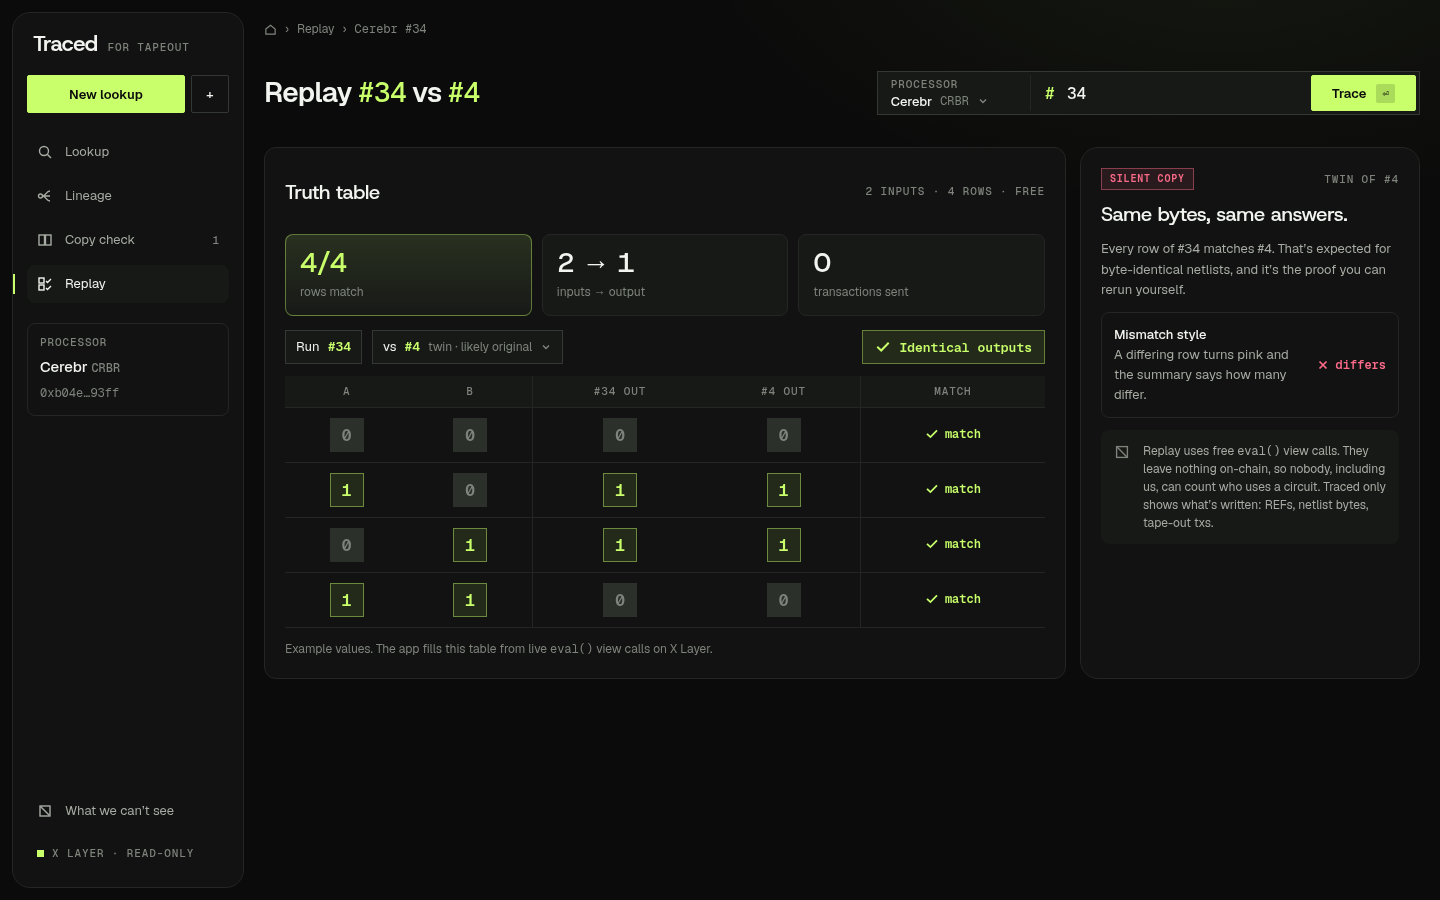 Traced FOR TAPEOUT
New lookup +
Lookup
Lineage
Copy check 1
Replay
PROCESSOR
Cerebr CRBR
0xb04e…93ff
What we can't see
X LAYER · READ-ONLY
› Replay › Cerebr #34
Replay #34 vs #4
PROCESSOR
Cerebr CRBR
# 34
Trace ⏎
Truth table
2 INPUTS · 4 ROWS · FREE
4/4
rows match
2 → 1
inputs → output
0
transactions sent
Run #34
vs #4 twin · likely original
Identical outputs
A B #34 OUT #4 OUT MATCH
0 0 0 0 match
1 0 1 1 match
0 1 1 1 match
1 1 0 0 match
Example values. The app fills this table from live eval() view calls on X Layer.
SILENT COPY
TWIN OF #4
Same bytes, same answers.
Every row of #34 matches #4. That's expected for
byte-identical netlists, and it's the proof you can
rerun yourself.
Mismatch style
A differing row turns pink and
the summary says how many
differ.
× differs
Replay uses free eval() view calls. They
leave nothing on-chain, so nobody, including
us, can count who uses a circuit. Traced only
shows what's written: REFs, netlist bytes,
tape-out txs.